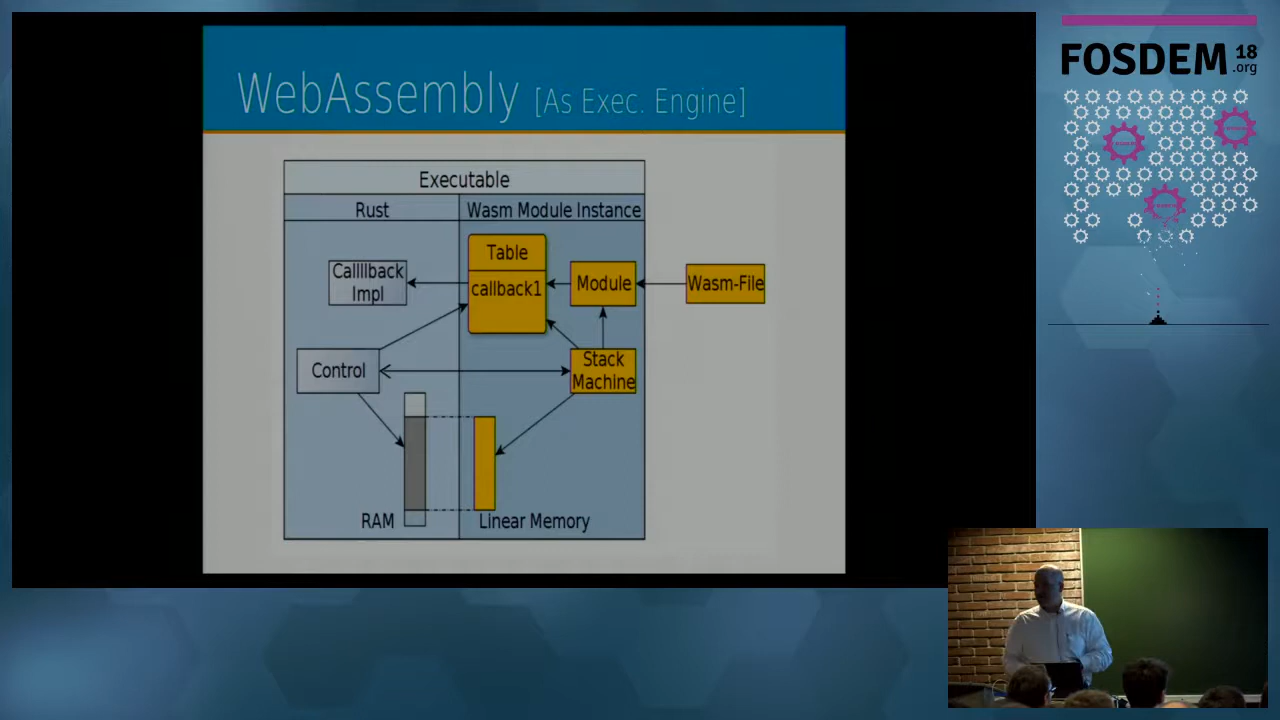 WebAssembly [As Exec. Engine]
Executable
Rust
Wasm Module Instance
Table
callback1
Callllback
Impl
Module
Wasm-File
Control
Stack
Machine
RAM
Linear Memory
FOSDEM 18
.org